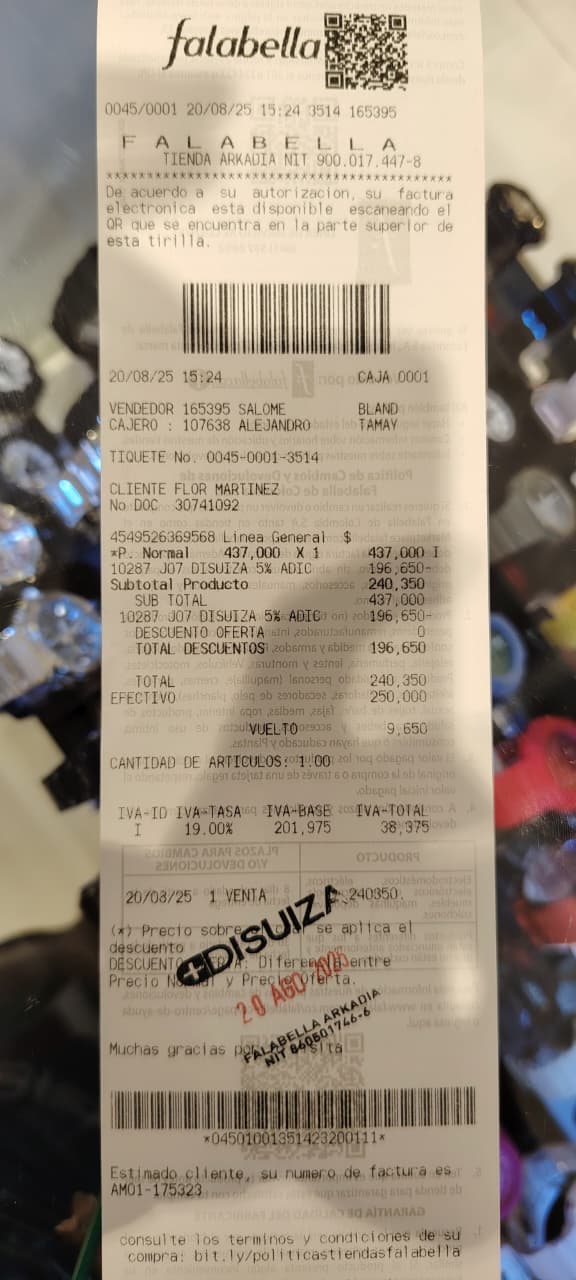 falabella
0045/0001 20/08/25 15:24 3514 165395
F A L A B E L L A
TIENDA ARKADIA NIT 900.017.447-8
****************************************
De acuerdo a su autorizacion, su factura
electronica esta disponible escaneando el
QR que se encuentra en la parte superior de
esta tirilla.
20/08/25 15:24 CAJA 0001
VENDEDOR 165395 SALOME BLAND
CAJERO : 107638 ALEJANDRO TAMAY
TIQUETE No. 0045-0001-3514
CLIENTE FLOR MARTINEZ
No DOC 30741092
4549526369568 Linea General $
*P. Normal 437,000 X 1 437,000 I
10287 J07 DISUIZA 5% ADIC 196,650-
Subtotal Producto 240,350
SUB TOTAL 437,000
10287 J07 DISUIZA 5% ADIC 196,650-
DESCUENTO OFERTA 0
TOTAL DESCUENTOS 196,650
TOTAL 240,350
EFECTIVO 250,000
VUELTO 9,650
CANTIDAD DE ARTICULOS: 1.00
IVA-ID IVA-TASA IVA-BASE IVA-TOTAL
I 19.00% 201,975 38,375
20/08/25 1 VENTA 240350.
(*) Precio sobre el cual se aplica el
descuento
DESCUENTO OFERTA: Diferencia entre
Precio Normal y Precio Oferta.
DISUIZA
20 AGO 2025
FALABELLA ARKADIA
NIT 860501746-6
Muchas gracias por su visita
*04501001351423200111*
Estimado cliente, su numero de factura es
AM01-175323
consulte los terminos y condiciones de su
compra: bit.ly/politicastiendasfalabella